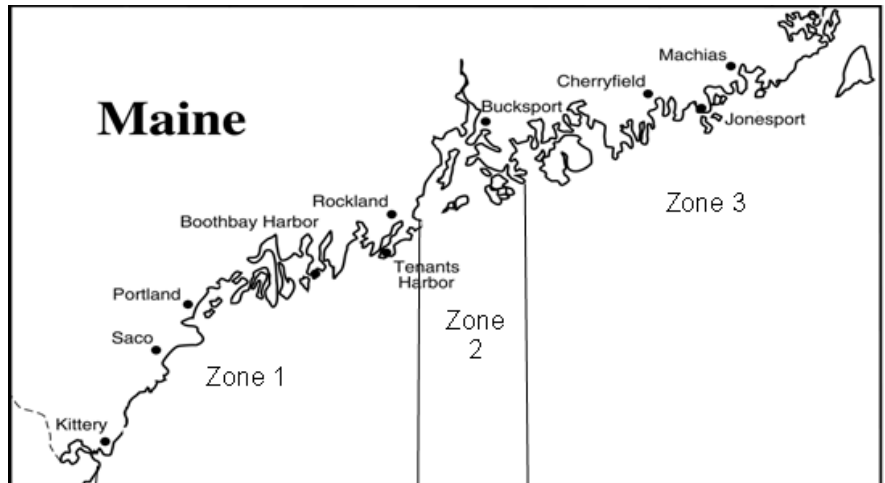 Machias
Cherryfield
Maine
Bucksport
Jonesport
Rockland
Zone 3
Boothbay Harbor
Tenants
Harbor
Portland
Zone
2
Saco
Zone 1
Kittery